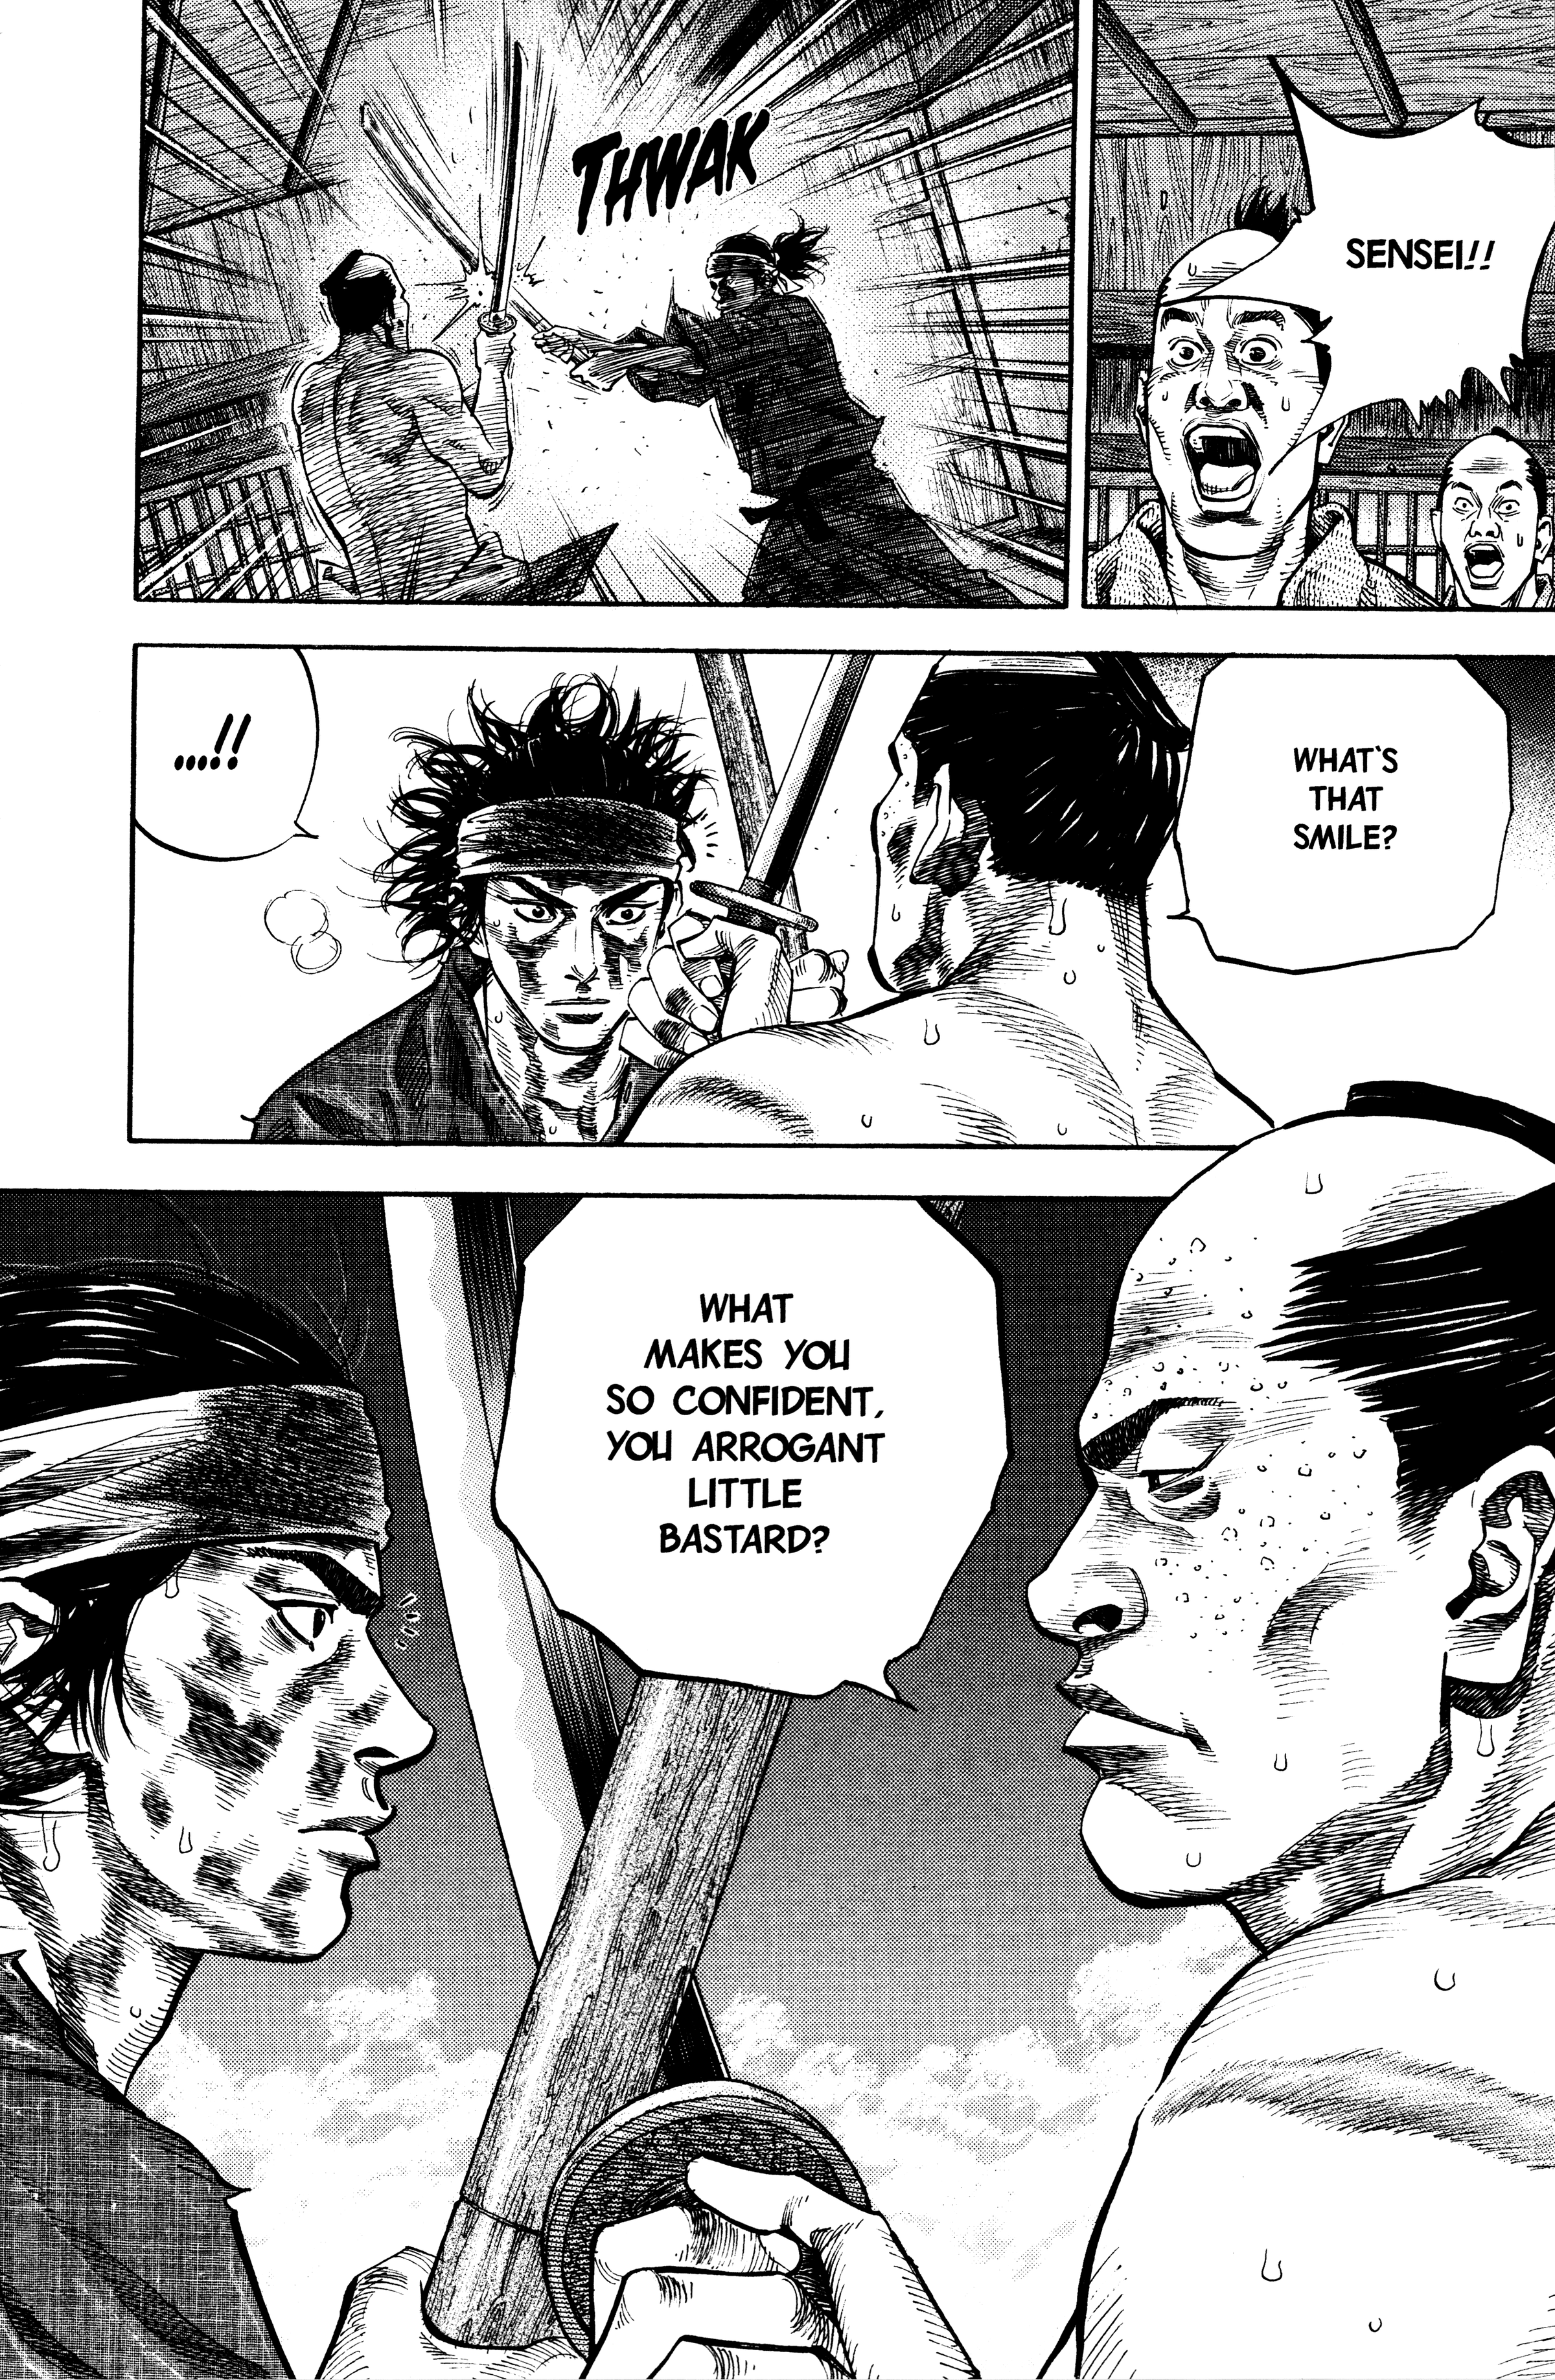 SENSEI!!
THWAK
WHAT'S
THAT
SMILE?
....!!
WHAT
MAKES YOU
SO CONFIDENT,
YOU ARROGANT
LITTLE
BASTARD?